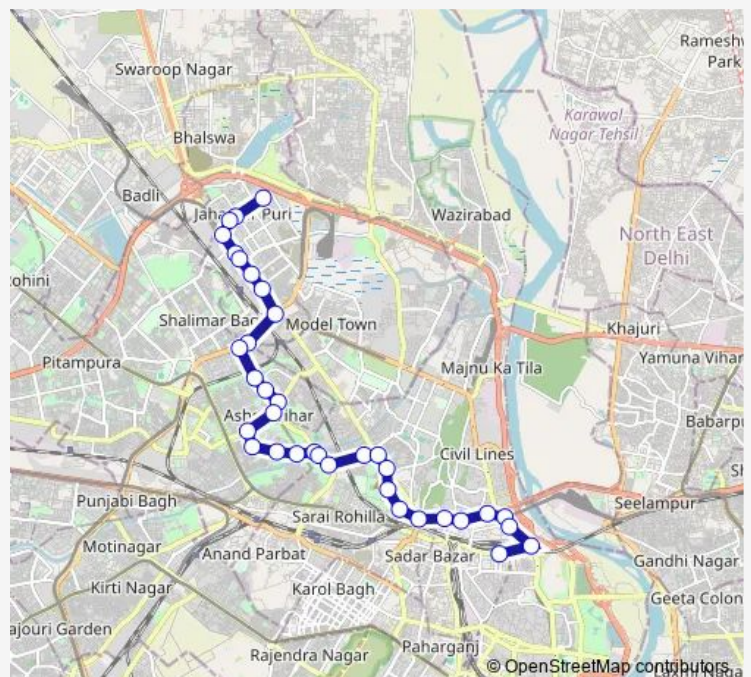 Ramesh
Park
Swaroop Nagar
Karawal
Nagar Tehsil
Bhalswa
Badli
Puri
Wazirabad
North East
Delhi
ohini
Shalimar
Model Town
Khajuri
Pitampura
Majnu Ka Tila
Yamuna Vihar
Babarpu
Civil Lines
Punjabi Bagh
Sarai Rohilla
Seelampur
Motinagar
Anand Parbat
Sadar Bazar
Gandhi Nagar
Kirti Nagar
Karol Bagh
Geeta Colon
ajouri Garden
Rajendra Nagar
Paharganj
© OpenStreetMap contributors